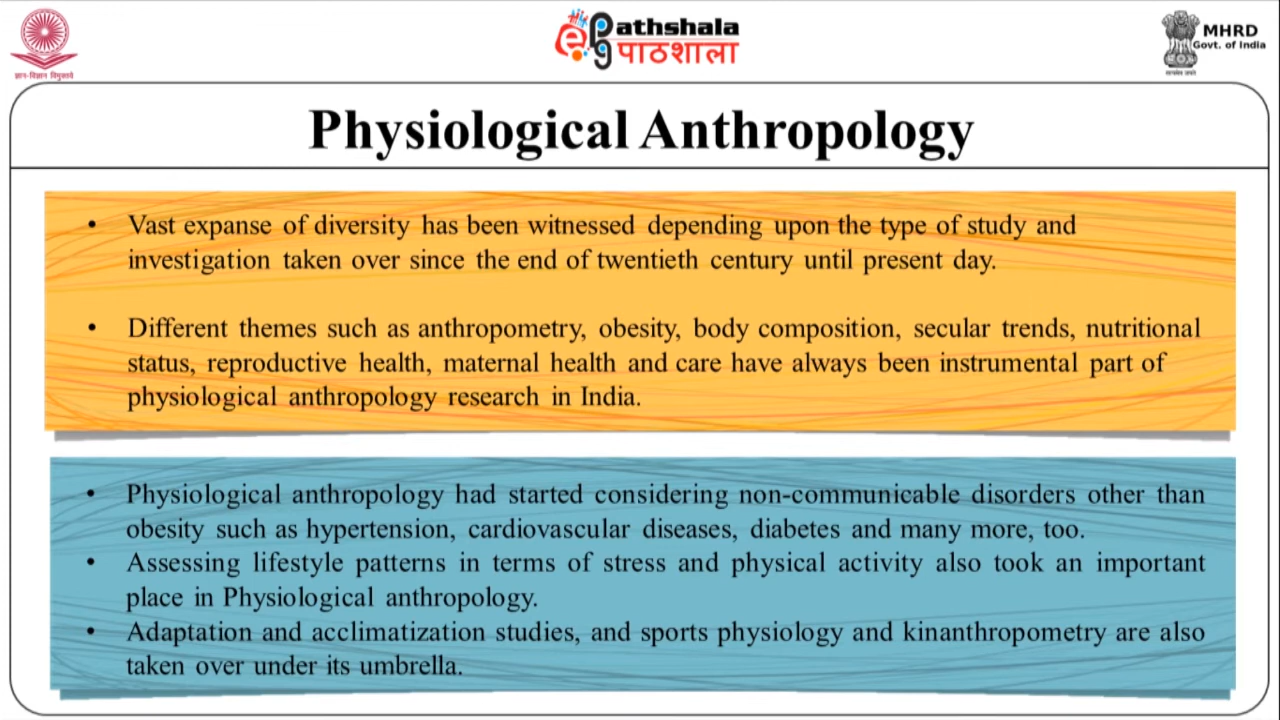 ज्ञान-विज्ञान विमुक्तये
Pathshala
पाठशाला
MHRD
Govt. of India
सत्यमेव जयते
Physiological Anthropology
• Vast expanse of diversity has been witnessed depending upon the type of study and
investigation taken over since the end of twentieth century until present day.
• Different themes such as anthropometry, obesity, body composition, secular trends, nutritional
status, reproductive health, maternal health and care have always been instrumental part of
physiological anthropology research in India.
• Physiological anthropology had started considering non-communicable disorders other than
obesity such as hypertension, cardiovascular diseases, diabetes and many more, too.
• Assessing lifestyle patterns in terms of stress and physical activity also took an important
place in Physiological anthropology.
• Adaptation and acclimatization studies, and sports physiology and kinanthropometry are also
taken over under its umbrella.